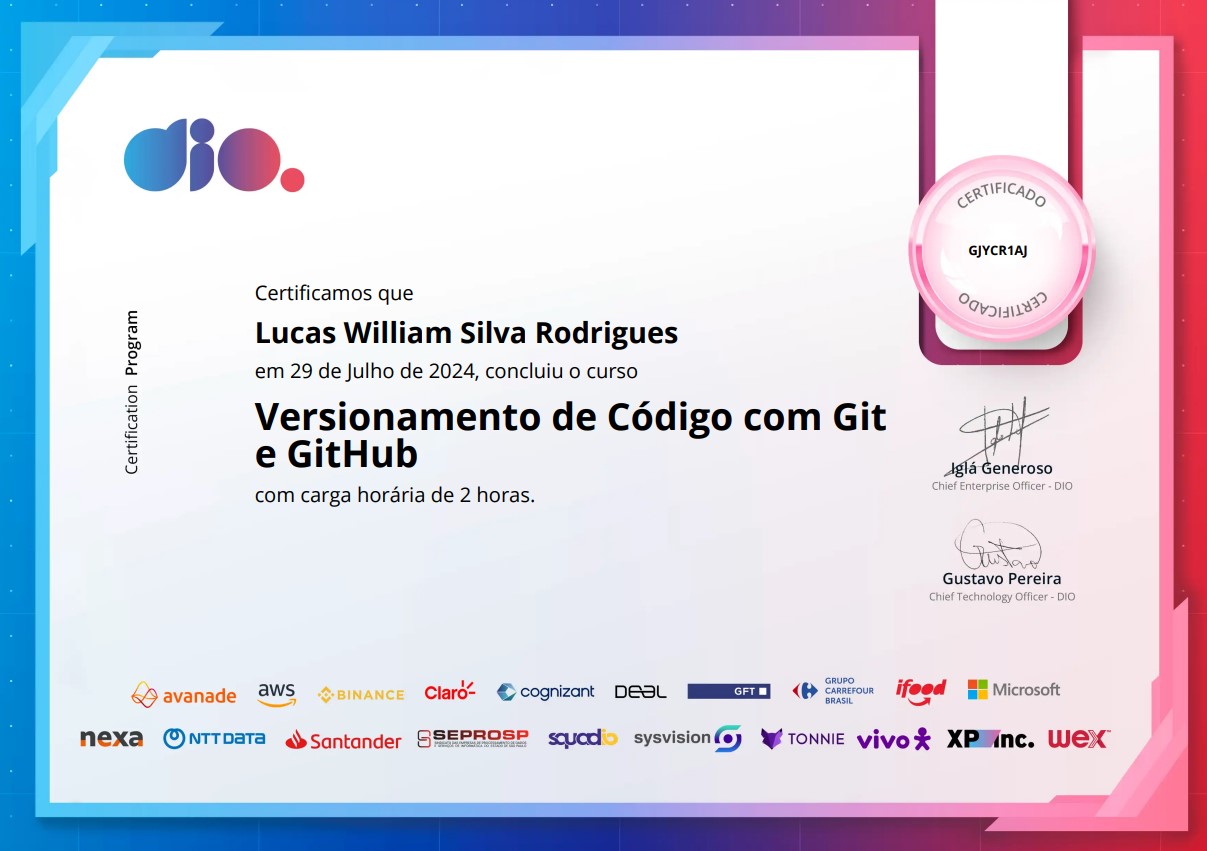 dio.
CERTIFICADO
GJYCR1AJ
CERTIFICADO
Certification Program
Certificamos que
Lucas William Silva Rodrigues
em 29 de Julho de 2024, concluiu o curso
Versionamento de Código com Git
e GitHub
com carga horária de 2 horas.
Iglá Generoso
Chief Enterprise Officer - DIO
Gustavo Pereira
Chief Technology Officer - DIO
avanade aws BINANCE Claro cognizant DEAL GFT GRUPO CARREFOUR BRASIL ifood Microsoft
nexa NTT DATA Santander SEPROSP squadio sysvision TONNIE vivo XP Inc. wex